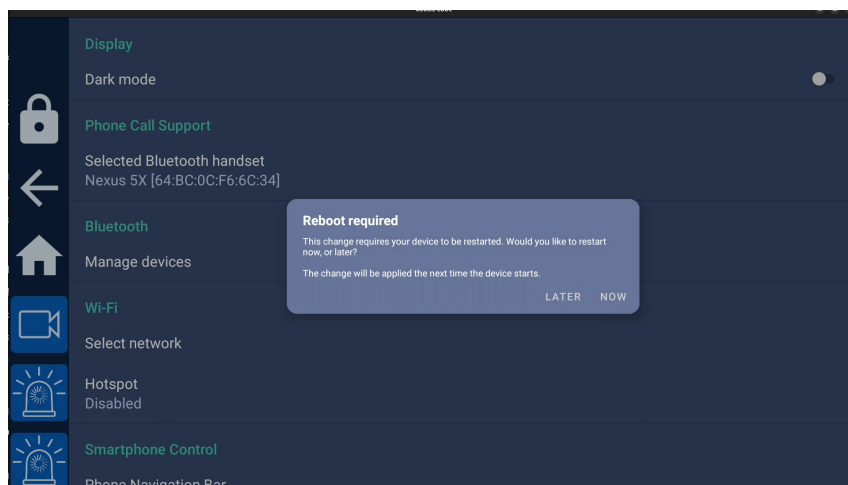 Display
Dark mode
Phone Call Support
Selected Bluetooth handset
Nexus 5X [64:BC:0C:F6:6C:34]
Bluetooth
Manage devices
Reboot required
This change requires your device to be restarted. Would you like to restart
now, or later?
The change will be applied the next time the device starts.
LATER NOW
Wi-Fi
Select network
Hotspot
Disabled
Smartphone Control
Phone Navigation Bar